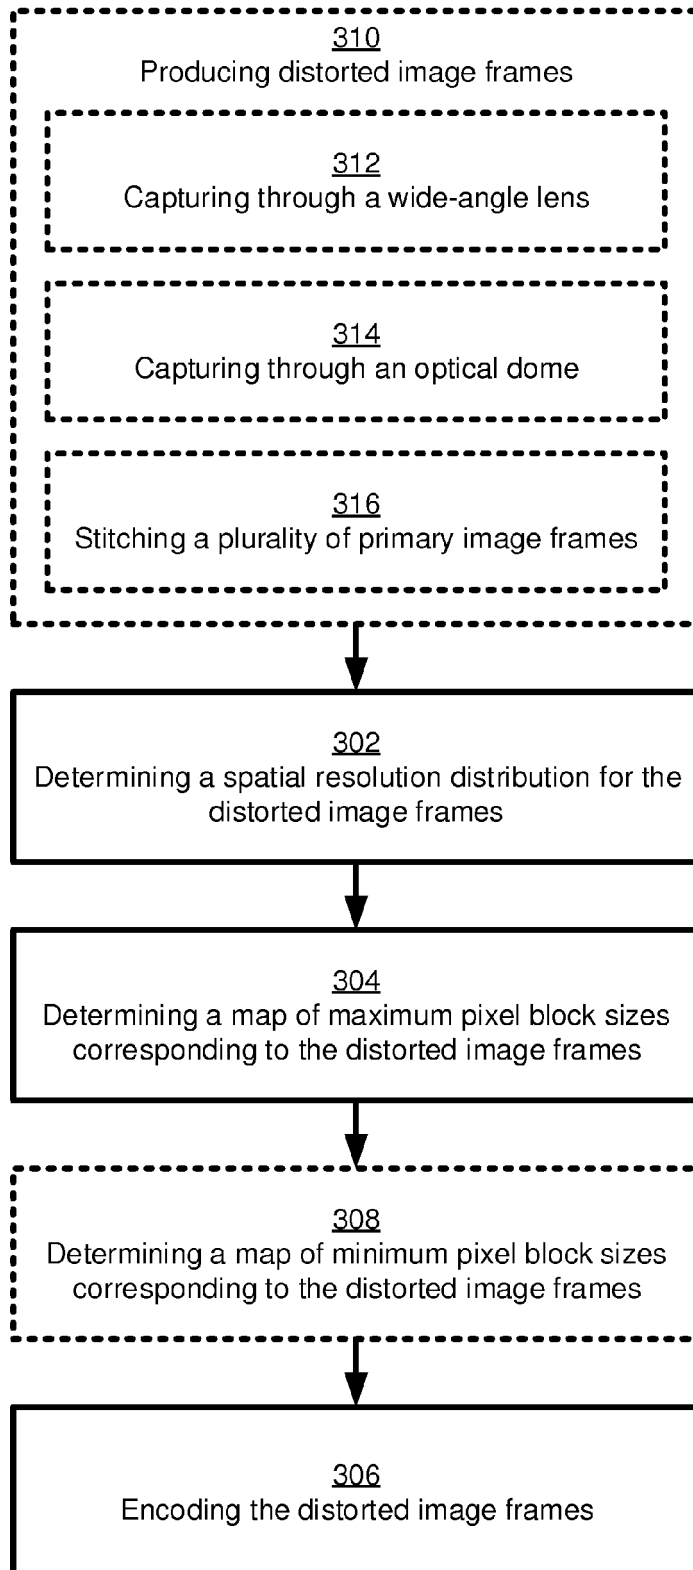 310
Producing distorted image frames
312
Capturing through a wide-angle lens
314
Capturing through an optical dome
316
Stitching a plurality of primary image frames
302
Determining a spatial resolution distribution for the
distorted image frames
304
Determining a map of maximum pixel block sizes
corresponding to the distorted image frames
308
Determining a map of minimum pixel block sizes
corresponding to the distorted image frames
306
Encoding the distorted image frames